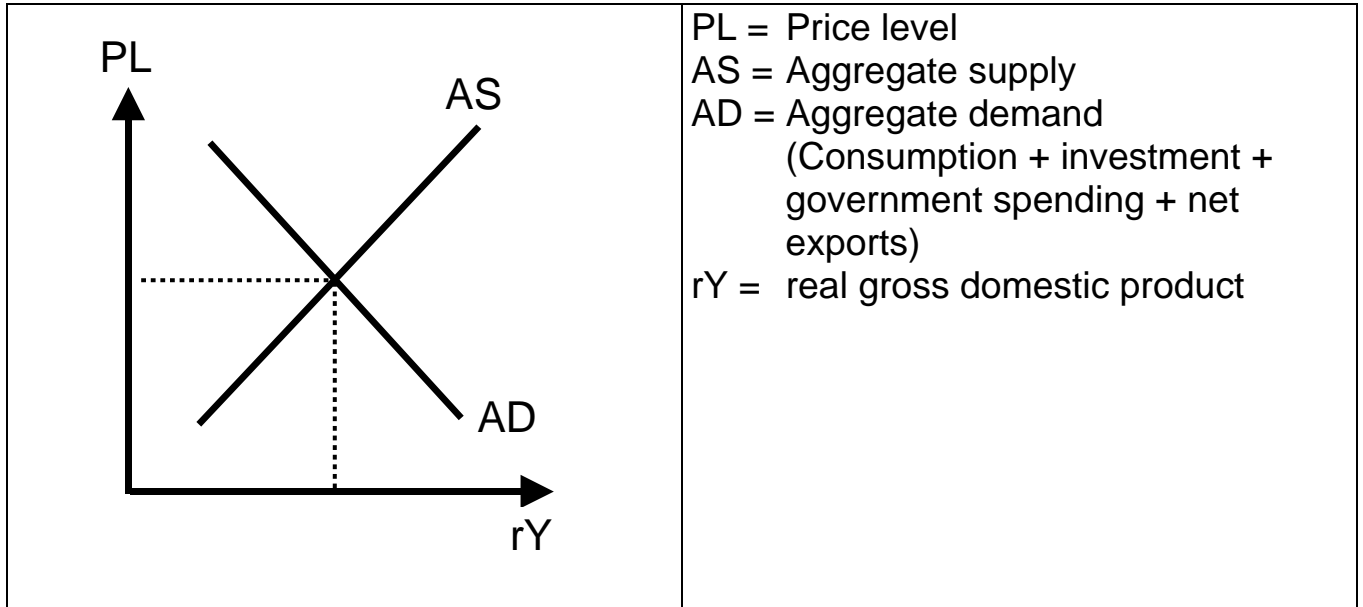 PL
AS
AD
rY
PL = Price level
AS = Aggregate supply
AD = Aggregate demand
(Consumption + investment +
government spending + net
exports)
rY = real gross domestic product